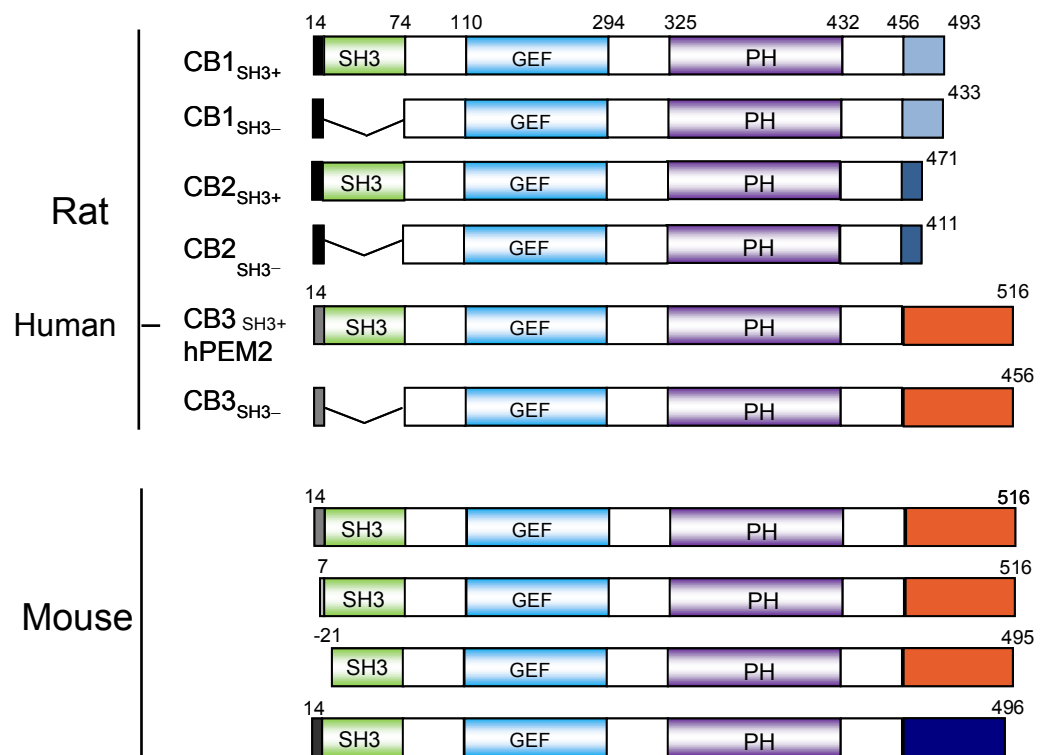 14 74 110 294 325 432 456 493
CB1SH3+ SH3 GEF PH
433
CB1SH3– GEF PH
471
CB2SH3+ SH3 GEF PH
Rat
411
CB2SH3– GEF PH
14 516
Human – CB3 SH3+ SH3 GEF PH
hPEM2
456
CB3SH3– GEF PH
14 516
SH3 GEF PH
7 516
SH3 GEF PH
Mouse
-21 495
SH3 GEF PH
14 496
SH3 GEF PH